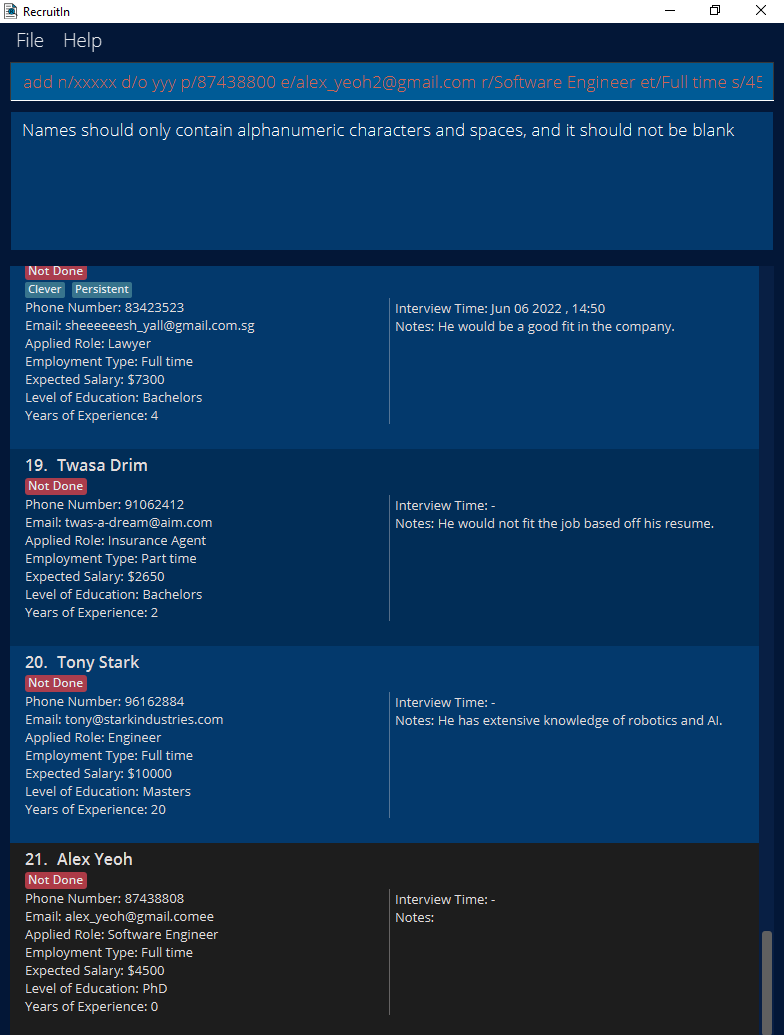 RecruitIn
File Help
add n/xxxxx d/o yyy p/87438800 e/alex_yeoh2@gmail.com r/Software Engineer et/Full time s/45
Names should only contain alphanumeric characters and spaces, and it should not be blank
Not Done
Clever Persistent
Phone Number: 83423523
Email: sheeeeeesh_yall@gmail.com.sg
Applied Role: Lawyer
Employment Type: Full time
Expected Salary: $7300
Level of Education: Bachelors
Years of Experience: 4
Interview Time: Jun 06 2022 , 14:50
Notes: He would be a good fit in the company.
19. Twasa Drim
Not Done
Phone Number: 91062412
Email: twas-a-dream@aim.com
Applied Role: Insurance Agent
Employment Type: Part time
Expected Salary: $2650
Level of Education: Bachelors
Years of Experience: 2
Interview Time: -
Notes: He would not fit the job based off his resume.
20. Tony Stark
Not Done
Phone Number: 96162884
Email: tony@starkindustries.com
Applied Role: Engineer
Employment Type: Full time
Expected Salary: $10000
Level of Education: Masters
Years of Experience: 20
Interview Time: -
Notes: He has extensive knowledge of robotics and AI.
21. Alex Yeoh
Not Done
Phone Number: 87438808
Email: alex_yeoh@gmail.comee
Applied Role: Software Engineer
Employment Type: Full time
Expected Salary: $4500
Level of Education: PhD
Years of Experience: 0
Interview Time: -
Notes: